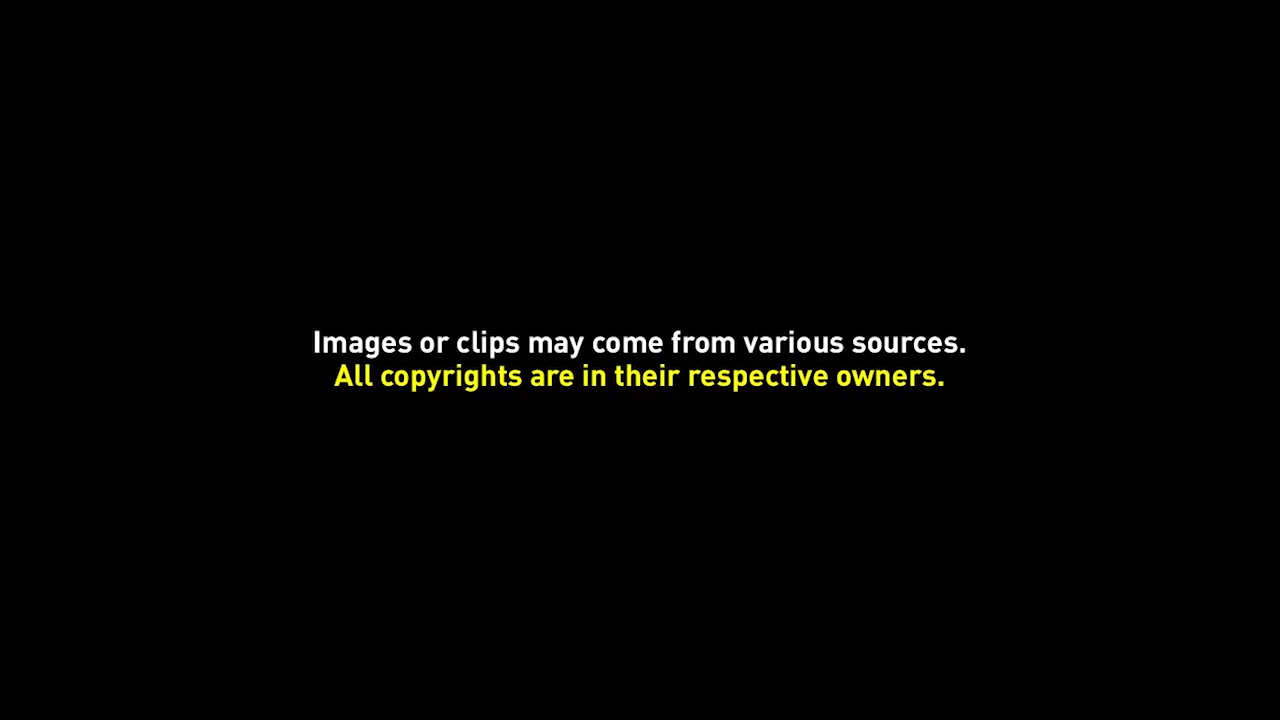 Images or clips may come from various sources.
All copyrights are in their respective owners.